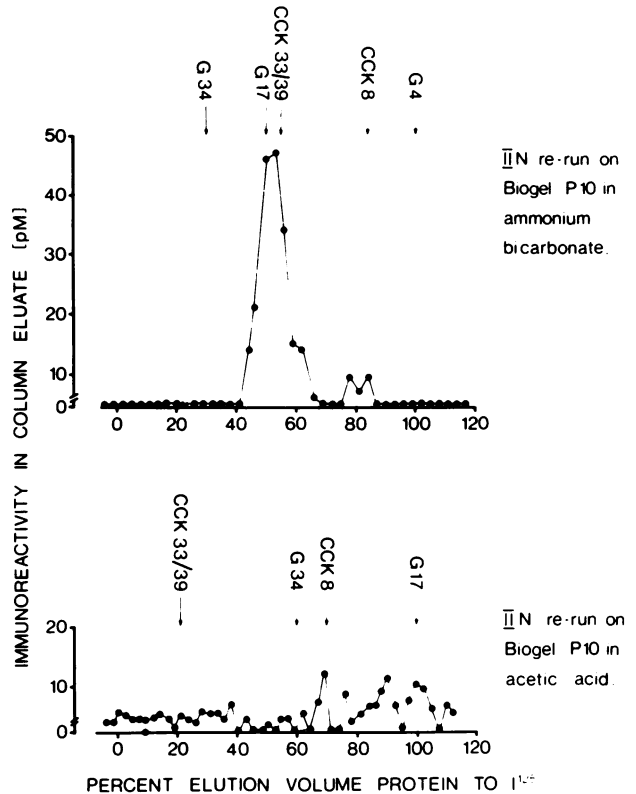 G 34
G 17
CCK 33/39
CCK 8
G 4
50
40
30
20
10
0
0 20 40 60 80 100 120
II N re-run on
Biogel P10 in
ammonium
bicarbonate.
IMMUNOREACTIVITY IN COLUMN ELUATE [pM]
CCK 33/39
G 34
CCK 8
G 17
20
10
0
0 20 40 60 80 100 120
II N re-run on
Biogel P10 in
acetic acid.
PERCENT ELUTION VOLUME PROTEIN TO